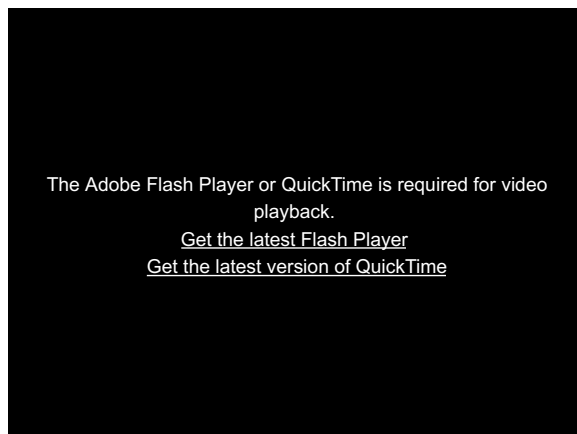 The Adobe Flash Player or QuickTime is required for video
playback.
Get the latest Flash Player
Get the latest version of QuickTime